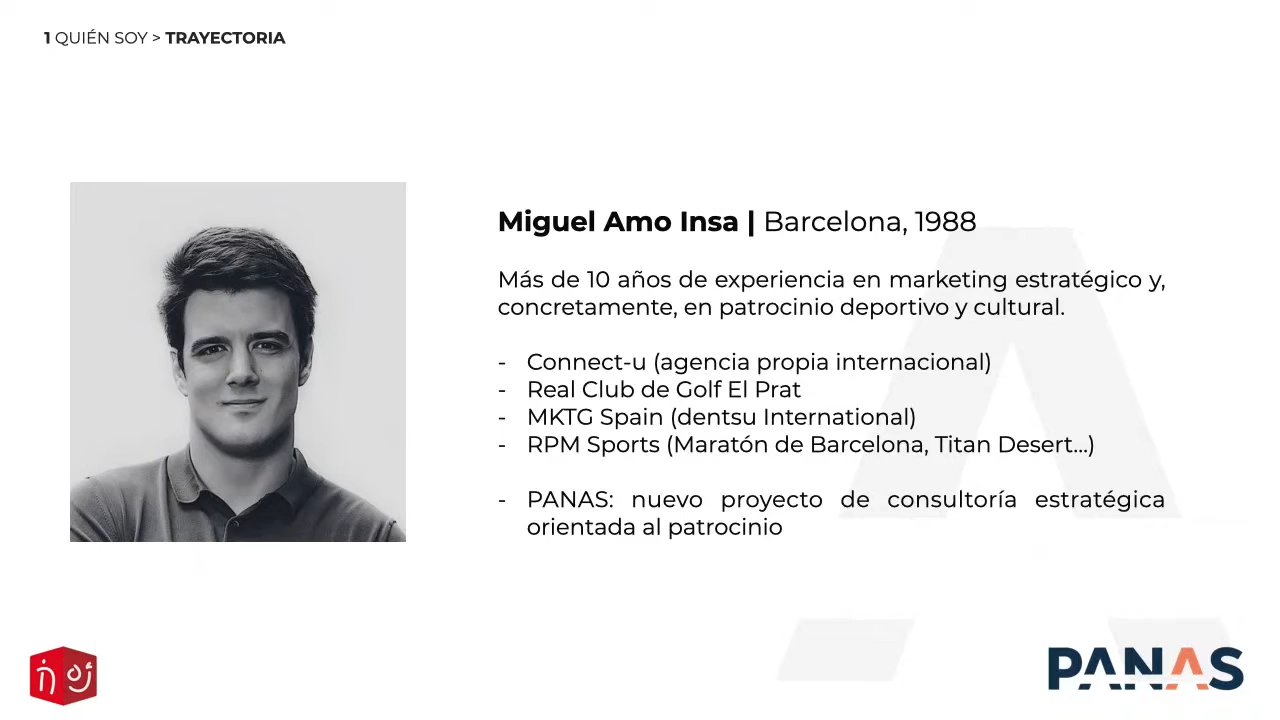 1 QUIÉN SOY > TRAYECTORIA
Miguel Amo Insa | Barcelona, 1988
Más de 10 años de experiencia en marketing estratégico y,
concretamente, en patrocinio deportivo y cultural.
- Connect-u (agencia propia internacional)
- Real Club de Golf El Prat
- MKTG Spain (dentsu International)
- RPM Sports (Maratón de Barcelona, Titan Desert...)
- PANAS: nuevo proyecto de consultoría estratégica
orientada al patrocinio
PANAS